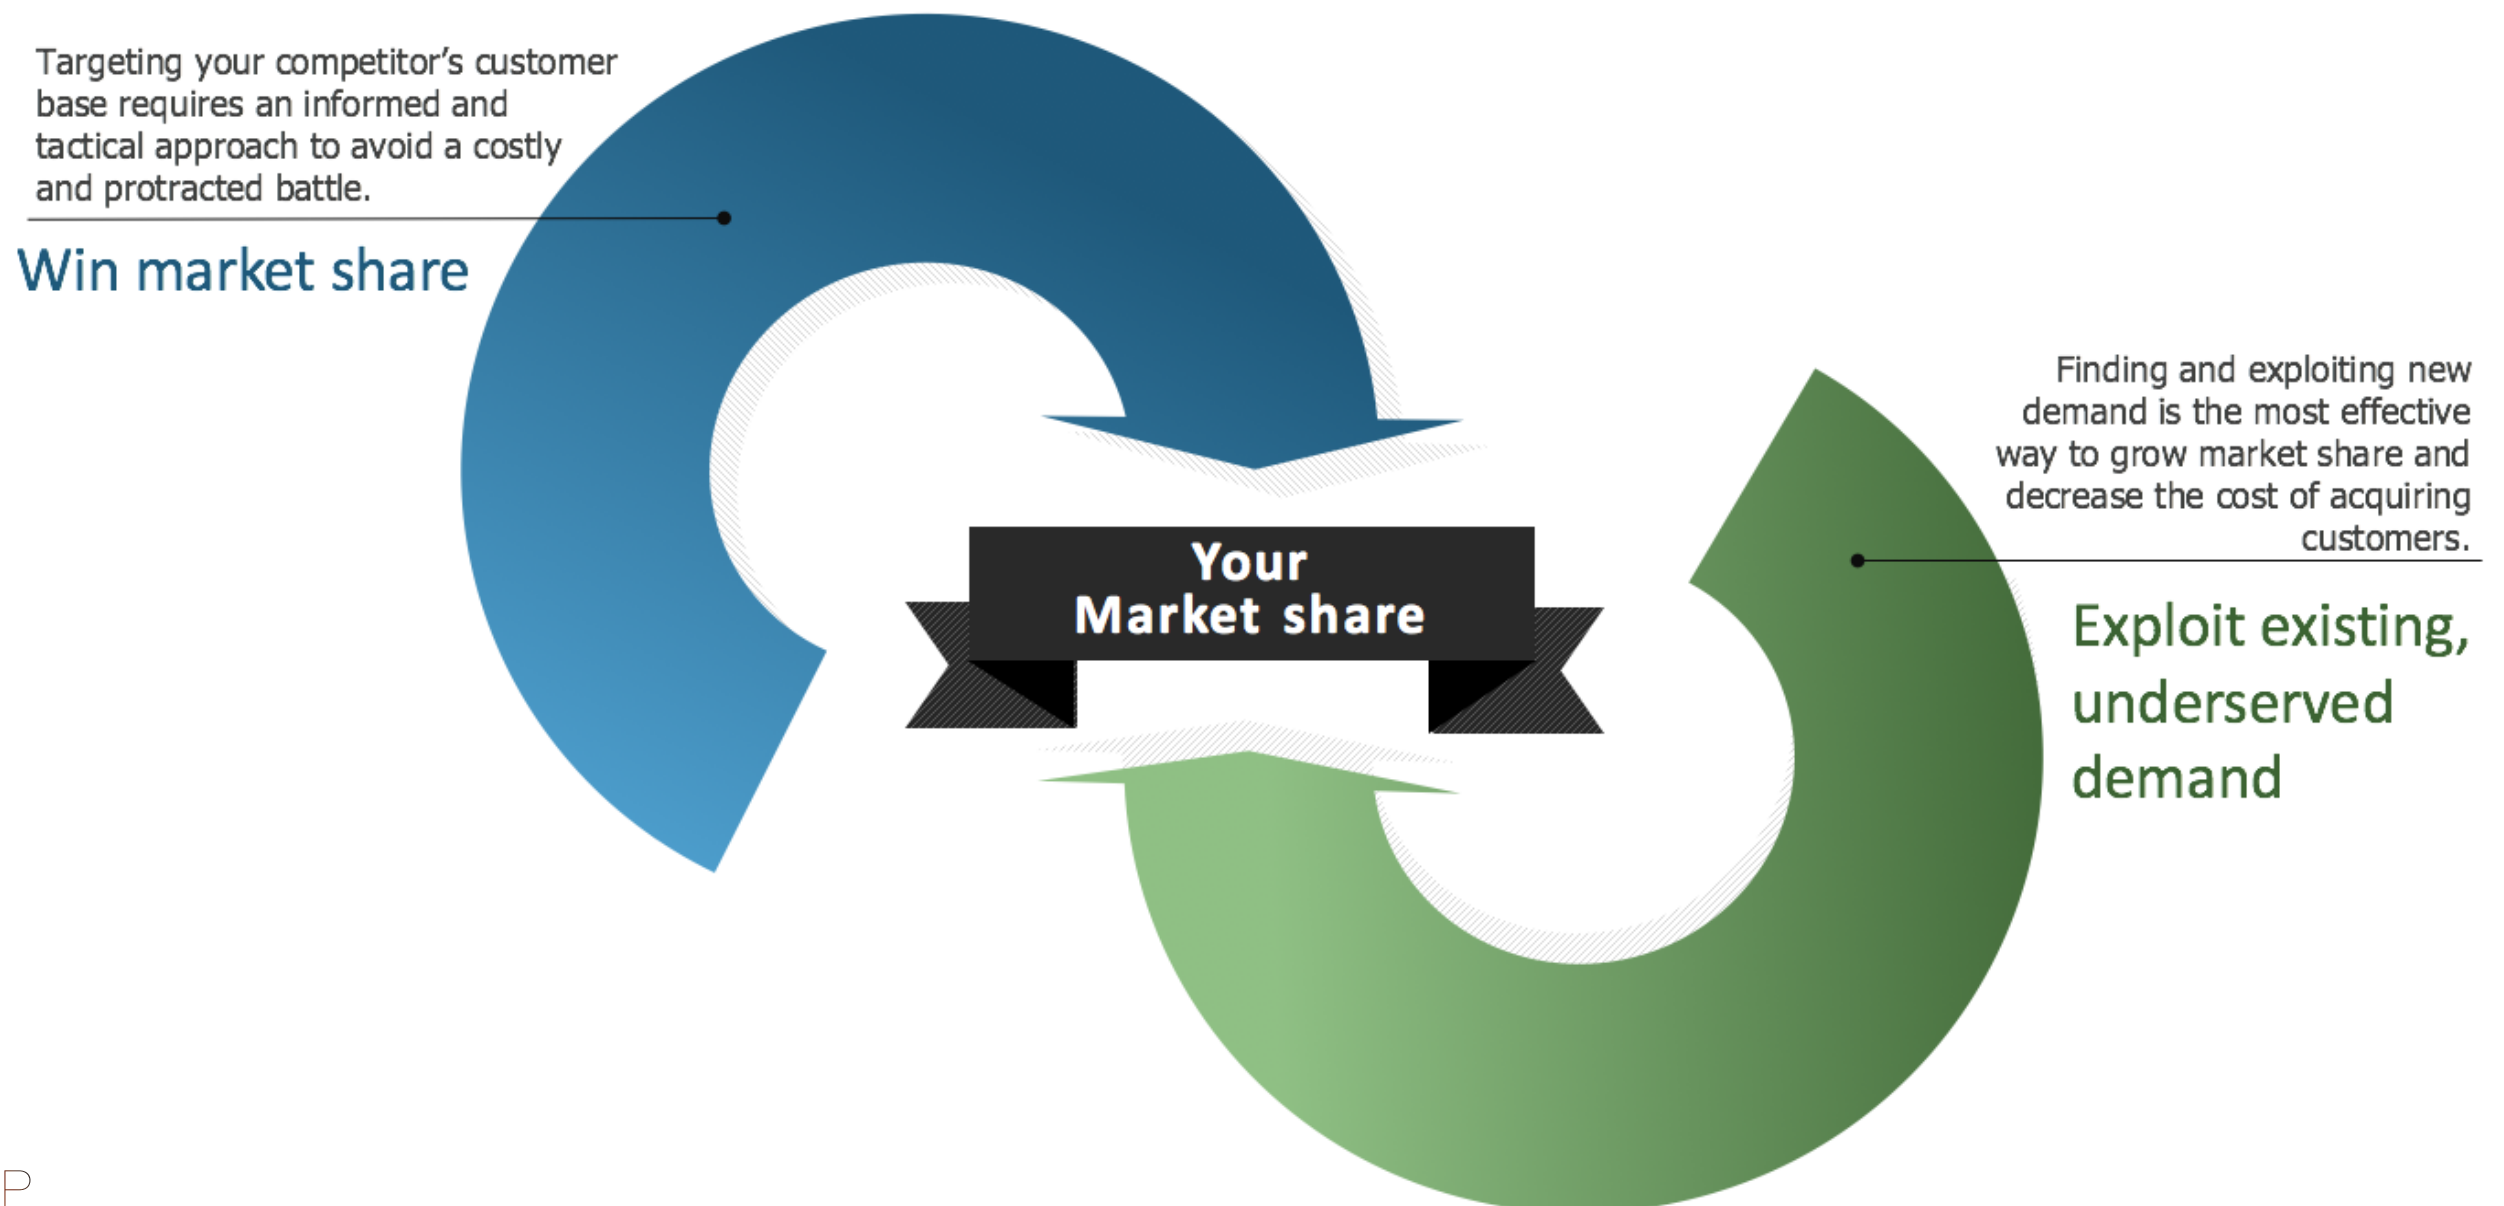 Targeting your competitor’s customer
base requires an informed and
tactical approach to avoid a costly
and protracted battle.
Win market share
Your
Market share
Finding and exploiting new
demand is the most effective
way to grow market share and
decrease the cost of acquiring
customers.
Exploit existing,
underserved
demand
P